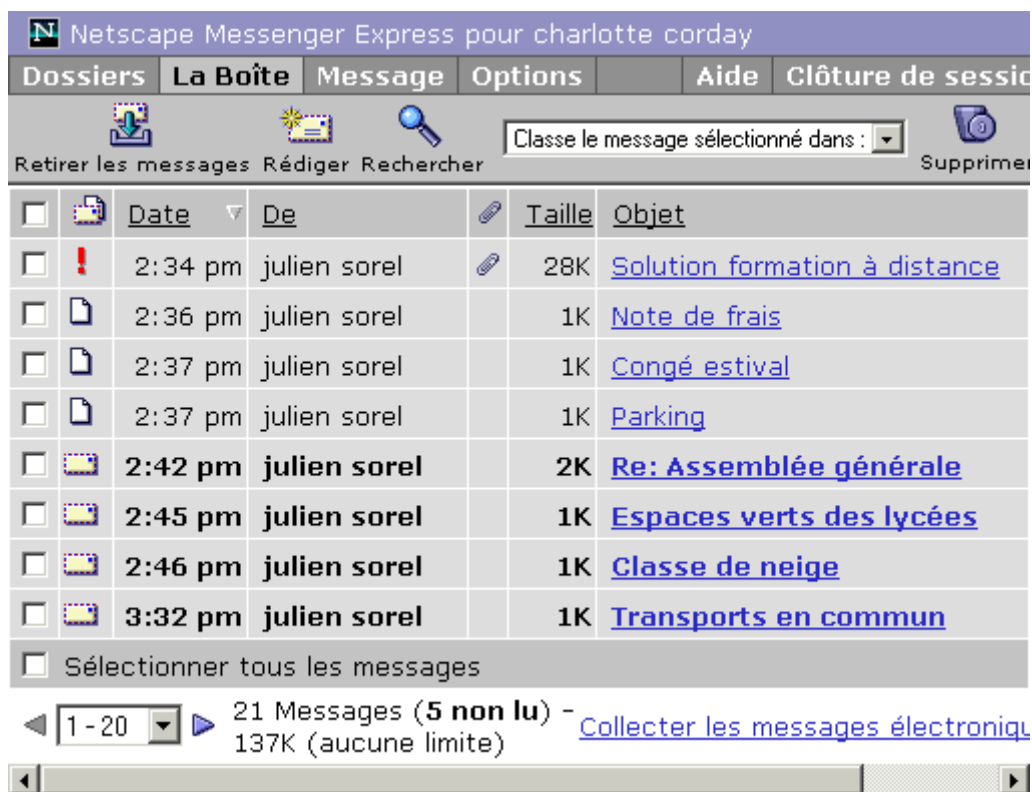 Netscape Messenger Express pour charlotte corday
Dossiers La Boîte Message Options Aide Clôture de sessio
Classe le message sélectionné dans :
Retirer les messages Rédiger Rechercher Supprimer
Date De Taille Objet
2:34 pm julien sorel 28K Solution formation à distance
2:36 pm julien sorel 1K Note de frais
2:37 pm julien sorel 1K Congé estival
2:37 pm julien sorel 1K Parking
2:42 pm julien sorel 2K Re: Assemblée générale
2:45 pm julien sorel 1K Espaces verts des lycées
2:46 pm julien sorel 1K Classe de neige
3:32 pm julien sorel 1K Transports en commun
Sélectionner tous les messages
1 - 20 21 Messages (5 non lu) - Collecter les messages électroniqu
137K (aucune limite)